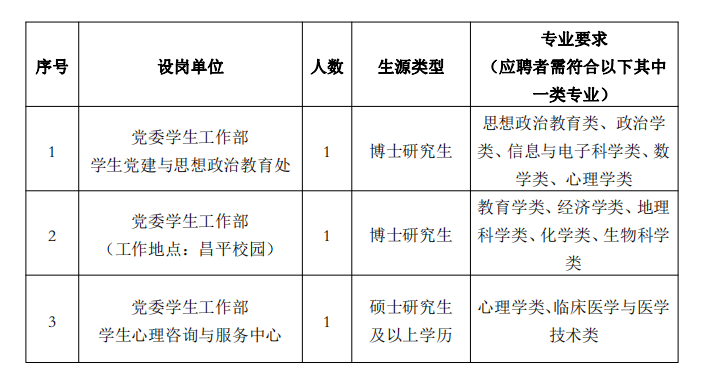 序号
设岗单位
人数
生源类型
专业要求
（应聘者需符合以下其中
一类专业）
1
党委学生工作部
学生党建与思想政治教育处
1
博士研究生
思想政治教育类、政治学
类、信息与电子科学类、数
学类、心理学类
2
党委学生工作部
（工作地点：昌平校园）
1
博士研究生
教育学类、经济学类、地理
科学类、化学类、生物科学
类
3
党委学生工作部
学生心理咨询与服务中心
1
硕士研究生
及以上学历
心理学类、临床医学与医学
技术类